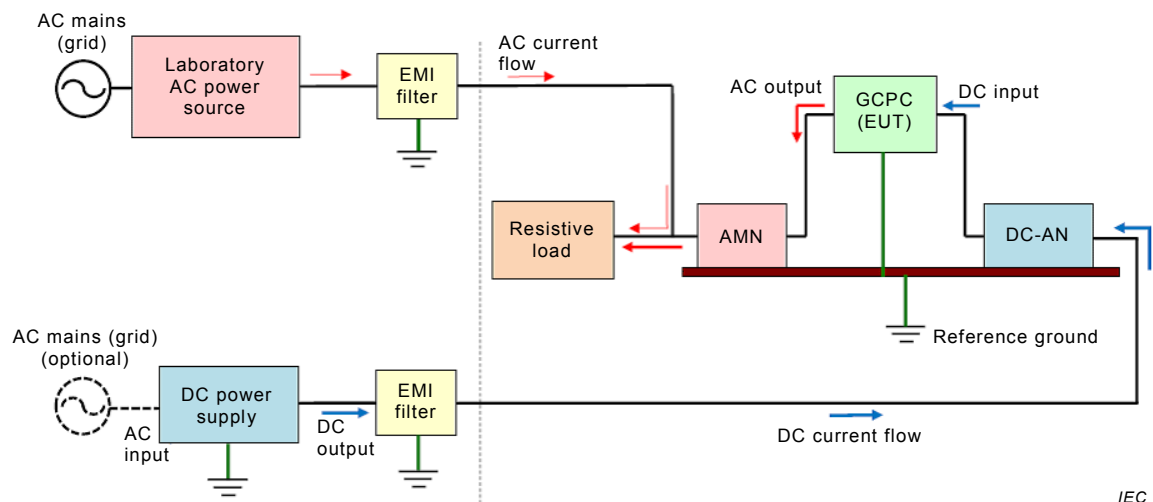 AC mains
(grid)
Laboratory
AC power
source
EMI
filter
AC current
flow
AC output
GCPC
(EUT)
DC input
Resistive
load
AMN
DC-AN
Reference ground
AC mains (grid)
(optional)
DC power
supply
AC
input
DC
output
EMI
filter
DC current flow
IEC